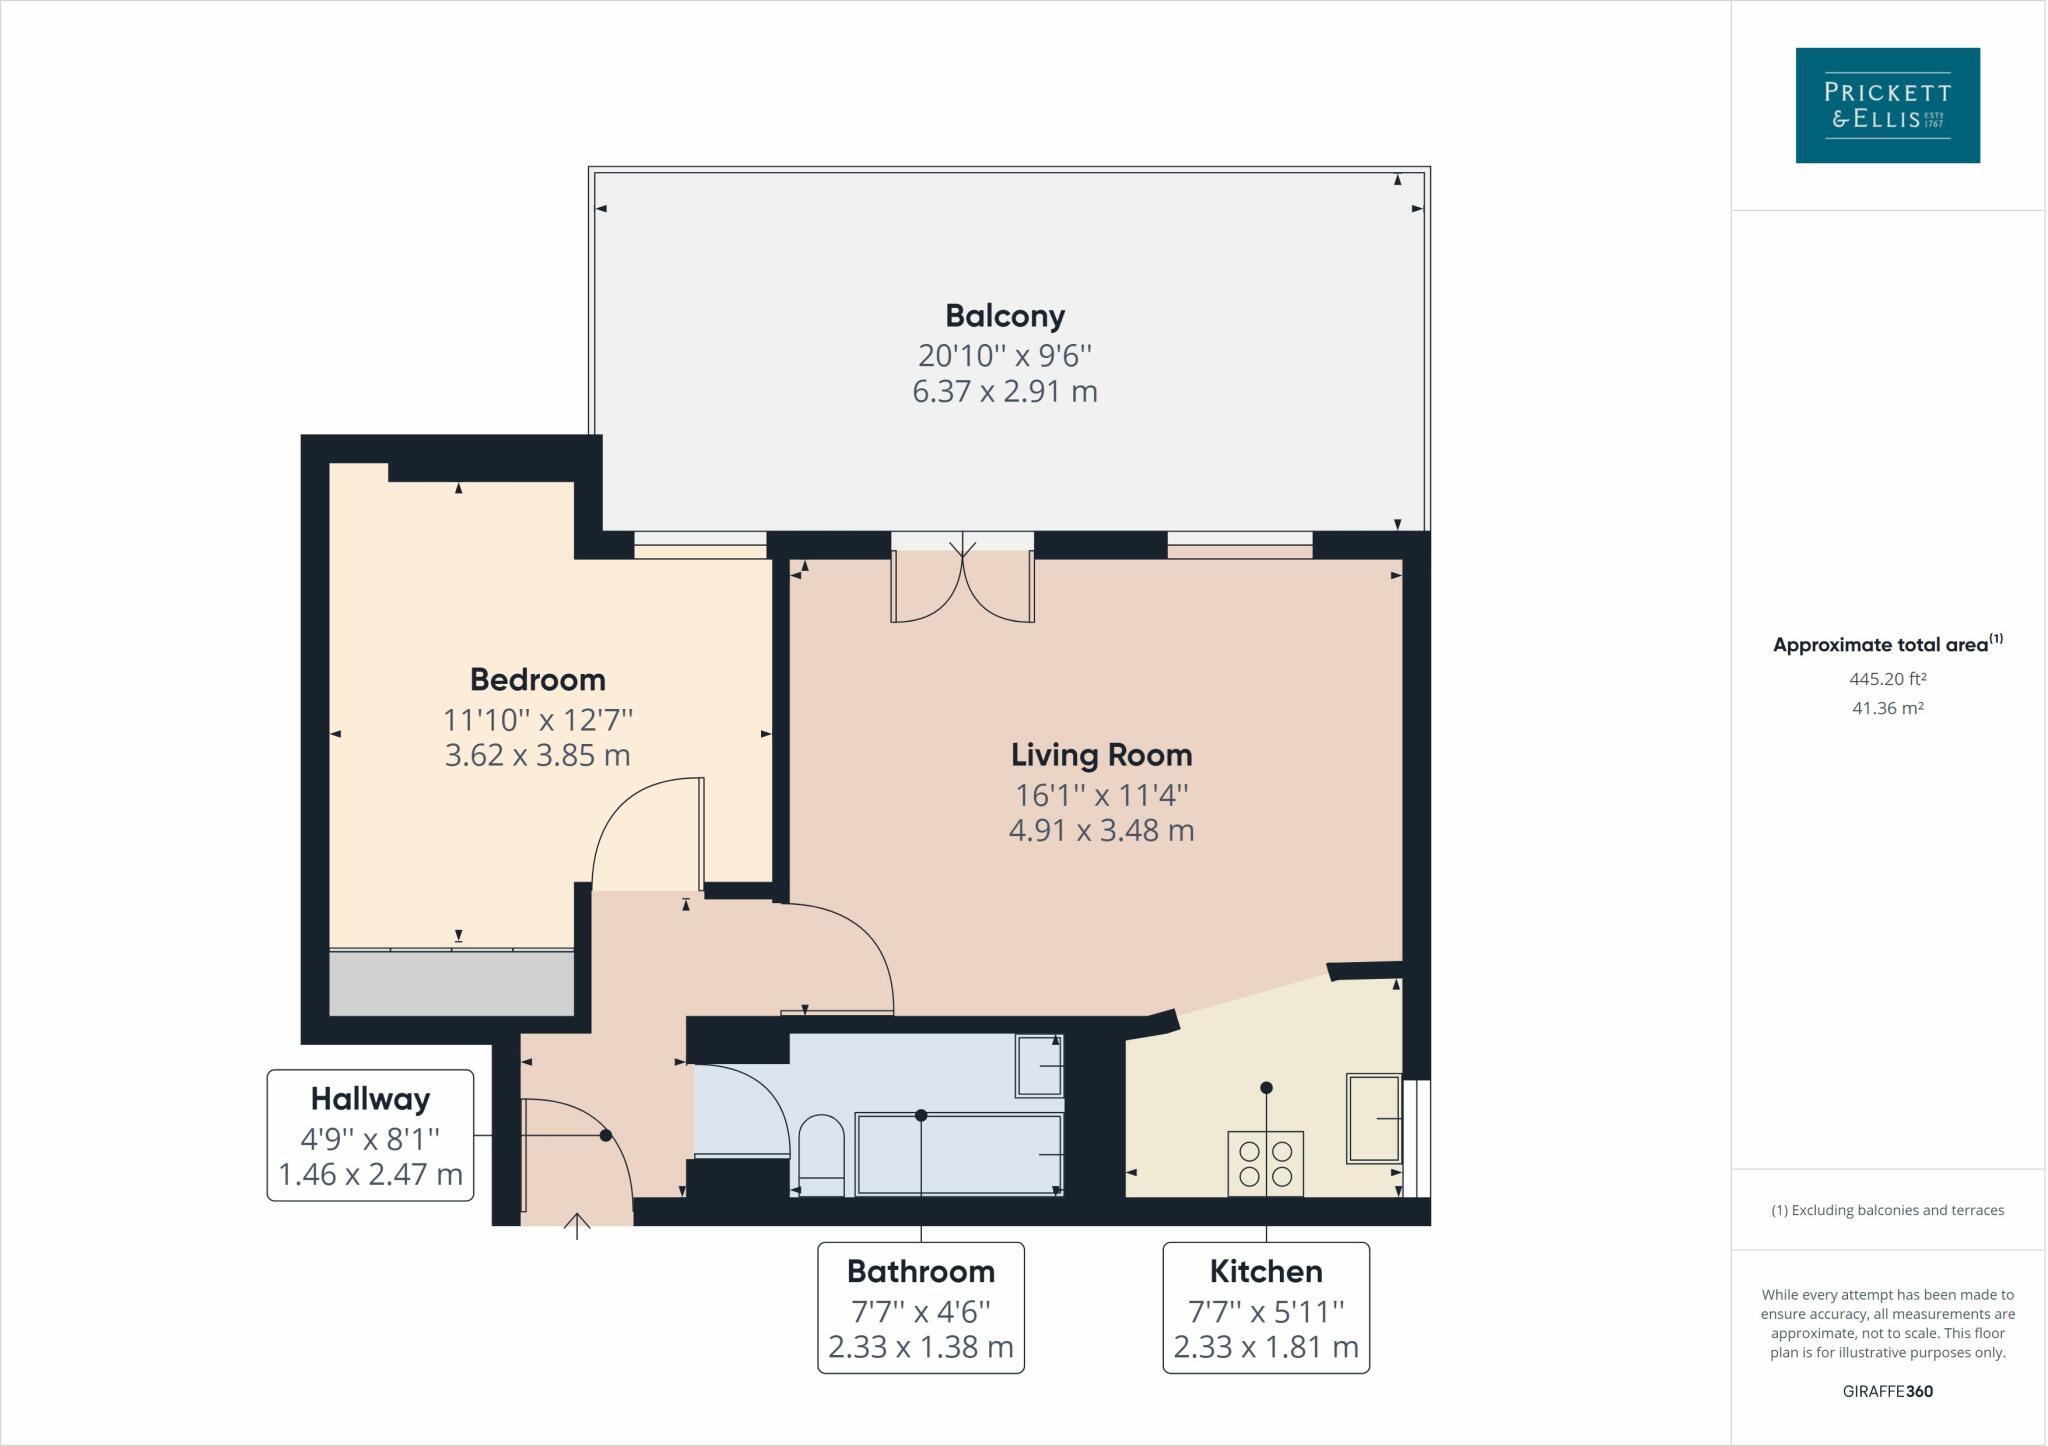 PRICKETT
& ELLIS ESTD 1767
Balcony
20'10'' x 9'6''
6.37 x 2.91 m
Bedroom
11'10'' x 12'7''
3.62 x 3.85 m
Living Room
16'1'' x 11'4''
4.91 x 3.48 m
Hallway
4'9'' x 8'1''
1.46 x 2.47 m
Bathroom
7'7'' x 4'6''
2.33 x 1.38 m
Kitchen
7'7'' x 5'11''
2.33 x 1.81 m
Approximate total area(1)
445.20 ft²
41.36 m²
(1) Excluding balconies and terraces
While every attempt has been made to
ensure accuracy, all measurements are
approximate, not to scale. This floor
plan is for illustrative purposes only.
GIRAFFE360